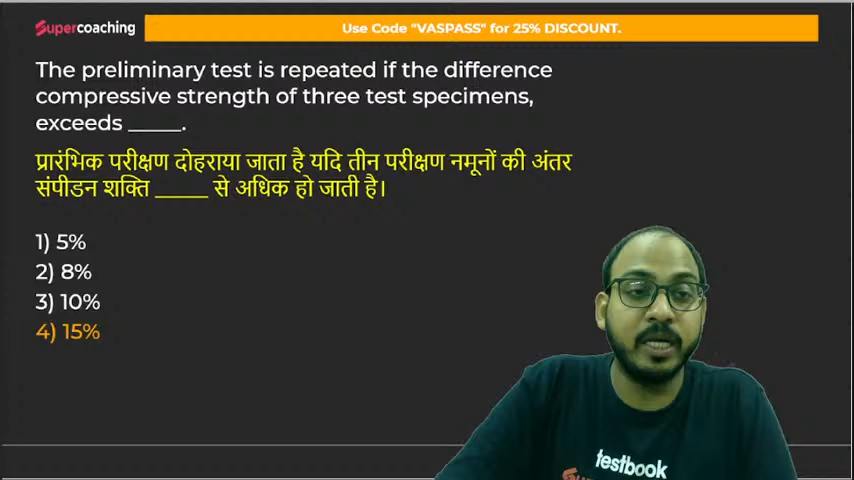 Supercoaching
Use Code "VASPASS" for 25% DISCOUNT.
The preliminary test is repeated if the difference
compressive strength of three test specimens,
exceeds _____.
प्रारंभिक परीक्षण दोहराया जाता है यदि तीन परीक्षण नमूनों की अंतर
संपीडन शक्ति _____ से अधिक हो जाती है।
1) 5%
2) 8%
3) 10%
4) 15%
testbook